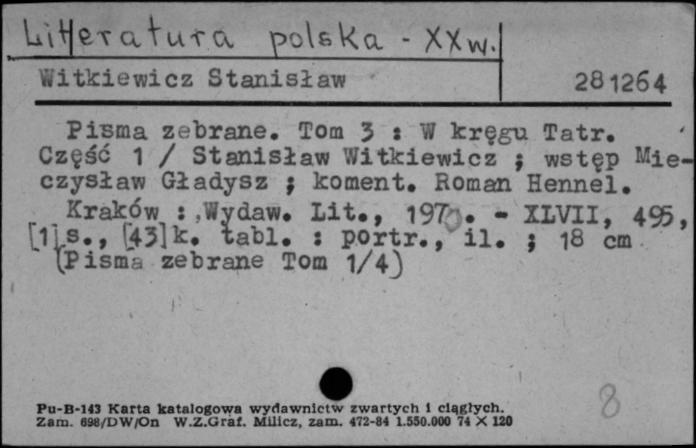 Litteratura polska - XXw.
Witkiewicz Stanisław 281264
Pisma zebrane. Tom 3 : W kręgu Tatr.
Część 1 / Stanisław Witkiewicz ; wstęp Mie-
czysław Gładysz ; koment. Roman Hennel.
Kraków : Wydaw. Lit., 1970. - XLVII, 495,
[1]s., [43]k. tabl. : portr., il. ; 18 cm
(Pisma zebrane Tom 1/4)
8
Pu-B-143 Karta katalogowa wydawnictw zwartych i ciągłych.
Zam. 698/DW/On W.Z.Graf. Milicz, zam. 472-84 1.550.000 74 X 120